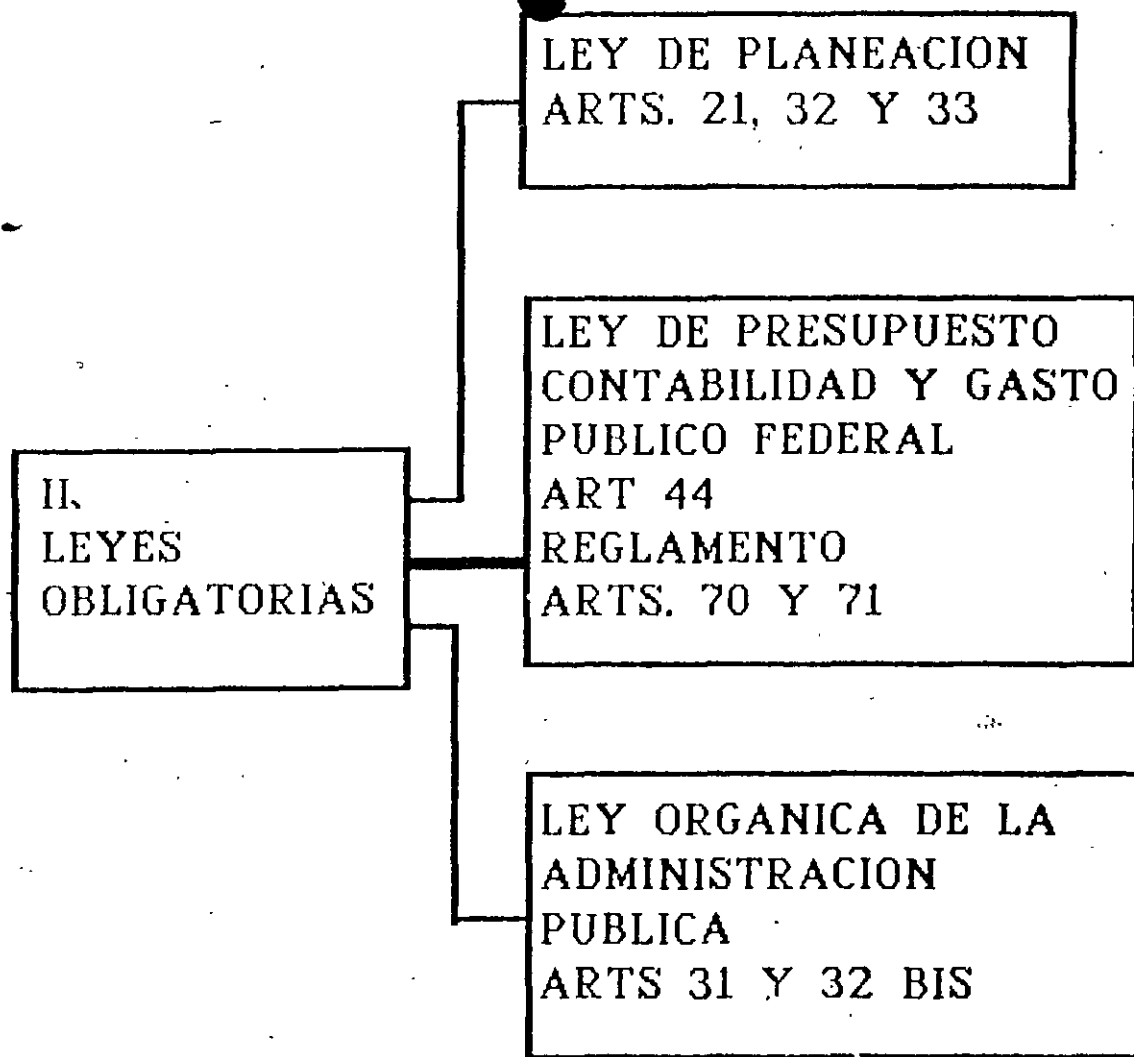 LEY DE PLANEACION
ARTS. 21, 32 Y 33
LEY DE PRESUPUESTO
CONTABILIDAD Y GASTO
PUBLICO FEDERAL
ART 44
REGLAMENTO
ARTS. 70 Y 71
II.
LEYES
OBLIGATORIAS
LEY ORGANICA DE LA
ADMINISTRACION
PUBLICA
ARTS 31 Y 32 BIS